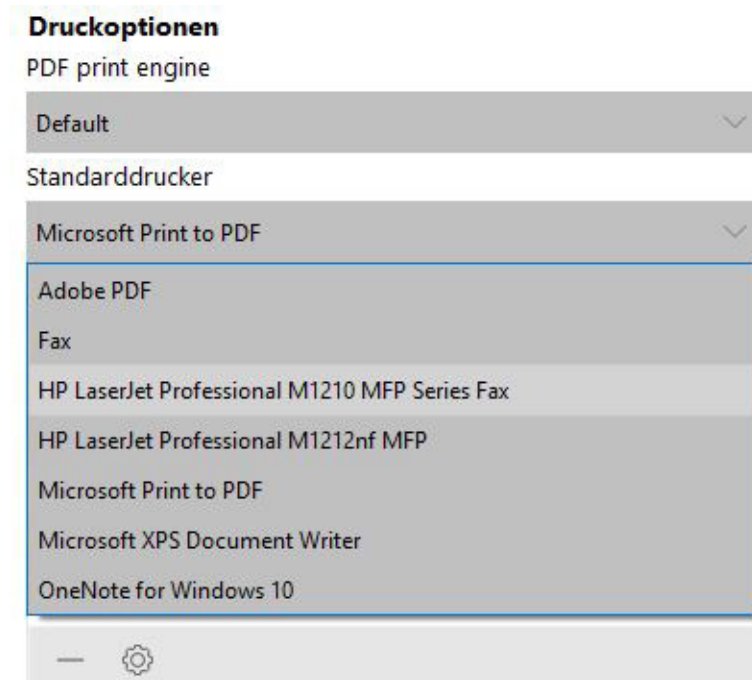 Druckoptionen
PDF print engine
Default
Standarddrucker
Microsoft Print to PDF
Adobe PDF
Fax
HP LaserJet Professional M1210 MFP Series Fax
HP LaserJet Professional M1212nf MFP
Microsoft Print to PDF
Microsoft XPS Document Writer
OneNote for Windows 10